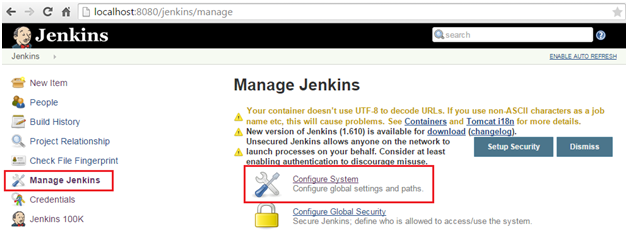 localhost:8080/jenkins/manage
Jenkins
search
Jenkins
ENABLE AUTO REFRESH
New Item
People
Build History
Project Relationship
Check File Fingerprint
Manage Jenkins
Credentials
Jenkins 100K
Manage Jenkins
Your container doesn't use UTF-8 to decode URLs. If you use non-ASCII characters as a job
name etc, this will cause problems. See Containers and Tomcat i18n for more details.
New version of Jenkins (1.610) is available for download (changelog).
Unsecured Jenkins allows anyone on the network to
launch processes on your behalf. Consider at least
enabling authentication to discourage misuse.
Setup Security
Dismiss
Configure System
Configure global settings and paths.
Configure Global Security
Secure Jenkins; define who is allowed to access/use the system.